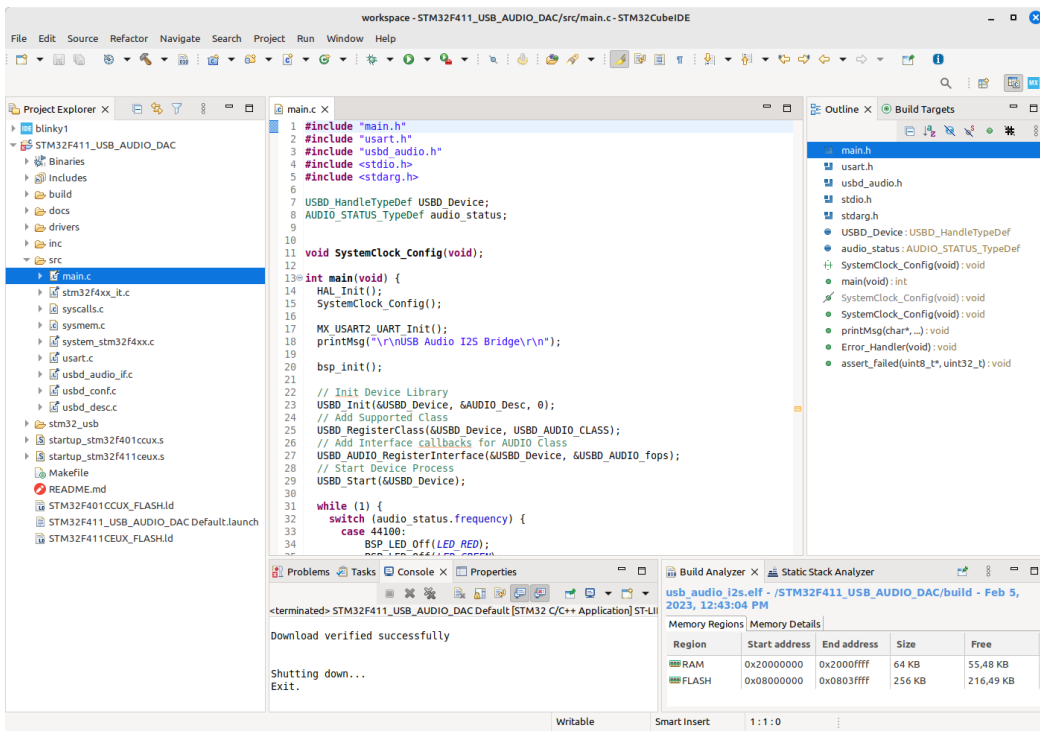 workspace - STM32F411_USB_AUDIO_DAC/src/main.c - STM32CubeIDE
File Edit Source Refactor Navigate Search Project Run Window Help
Project Explorer
blinky1
STM32F411_USB_AUDIO_DAC
Binaries
Includes
build
docs
drivers
inc
src
main.c
stm32f4xx_it.c
syscalls.c
sysmem.c
system_stm32f4xx.c
usart.c
usbd_audio_if.c
usbd_conf.c
usbd_desc.c
stm32_usb
startup_stm32f401ccux.s
startup_stm32f411ceux.s
Makefile
README.md
STM32F401CCUX_FLASH.ld
STM32F411_USB_AUDIO_DAC Default.launch
STM32F411CEUX_FLASH.ld
main.c
1 #include "main.h"
2 #include "usart.h"
3 #include "usbd_audio.h"
4 #include <stdio.h>
5 #include <stdarg.h>
6
7 USBD_HandleTypeDef USBD_Device;
8 AUDIO_STATUS_TypeDef audio_status;
9
10
11 void SystemClock_Config(void);
12
13 int main(void) {
14 HAL_Init();
15 SystemClock_Config();
16
17 MX_USART2_UART_Init();
18 printMsg("\r\nUSB Audio I2S Bridge\r\n");
19
20 bsp_init();
21
22 // Init Device Library
23 USBD_Init(&USBD_Device, &AUDIO_Desc, 0);
24 // Add Supported Class
25 USBD_RegisterClass(&USBD_Device, USBD_AUDIO_CLASS);
26 // Add Interface callbacks for AUDIO Class
27 USBD_AUDIO_RegisterInterface(&USBD_Device, &USBD_AUDIO_fops);
28 // Start Device Process
29 USBD_Start(&USBD_Device);
30
31 while (1) {
32 switch (audio_status.frequency) {
33 case 44100:
34 BSP_LED_Off(LED_RED);
35 BSP_LED_Off(LED_GREEN)
Outline Build Targets
main.h
usart.h
usbd_audio.h
stdio.h
stdarg.h
USBD_Device : USBD_HandleTypeDef
audio_status : AUDIO_STATUS_TypeDef
SystemClock_Config(void) : void
main(void) : int
SystemClock_Config(void) : void
SystemClock_Config(void) : void
printMsg(char*, ...) : void
Error_Handler(void) : void
assert_failed(uint8_t*, uint32_t) : void
Problems Tasks Console Properties
<terminated> STM32F411_USB_AUDIO_DAC Default [STM32 C/C++ Application] ST-LI
Download verified successfully
Shutting down...
Exit.
Build Analyzer Static Stack Analyzer
usb_audio_i2s.elf - /STM32F411_USB_AUDIO_DAC/build - Feb 5,
2023, 12:43:04 PM
Memory Regions Memory Details
Region Start address End address Size Free
RAM 0x20000000 0x2000ffff 64 KB 55,48 KB
FLASH 0x08000000 0x0803ffff 256 KB 216,49 KB
Writable Smart Insert 1 : 1 : 0